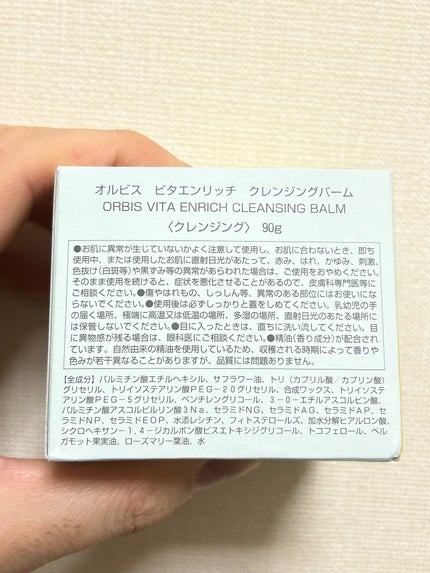 オルビス　ビタエンリッチ　クレンジングバーム
ORBIS VITA ENRICH CLEANSING BALM
〈クレンジング〉 90g
●お肌に異常が生じていないかよく注意して使用し、お肌に合わないとき、即ち
使用中、または使用したお肌に直射日光があたって、赤み、はれ、かゆみ、刺激、
色抜け(白斑等)や黒ずみ等の異常があらわれた場合は、ご使用をおやめください。
そのまま使用を続けると、症状を悪化させることがあるので、皮膚科専門医等に
ご相談ください。●傷やはれもの、しっしん等、異常のある部位にはお使いにな
らないでください。●使用後は必ずしっかりと蓋をしめてください。乳幼児の手
の届く場所、極端に高温又は低温の場所、多湿の場所、直射日光のあたる場所に
は保管しないでください。●目に入ったときは、直ちに洗い流してください。目
に異物感が残る場合は、眼科医にご相談ください。●精油(香り成分)が配合され
ています。自然由来の精油を使用しているため、収穫される時期によって香りや
色みが若干異なることがありますが、品質には問題ありません。
【全成分】パルミチン酸エチルヘキシル、サフラワー油、トリ(カプリル酸/カプリン酸)
グリセリル、トリイソステアリン酸PEG-20グリセリル、合成ワックス、トリイソステ
アリン酸PEG-5グリセリル、ペンチレングリコール、3-O-エチルアスコルビン酸、
パルミチン酸アスコルビルリン酸3Na、セラミドNG、セラミドAG、セラミドAP、セ
ラミドNP、セラミドEOP、水添レシチン、フィトステロールズ、加水分解ヒアルロン酸、
シクロヘキサン-1,4-ジカルボン酸ビスエトキシジグリコール、トコフェロール、ベル
ガモット果実油、ローズマリー葉油、水